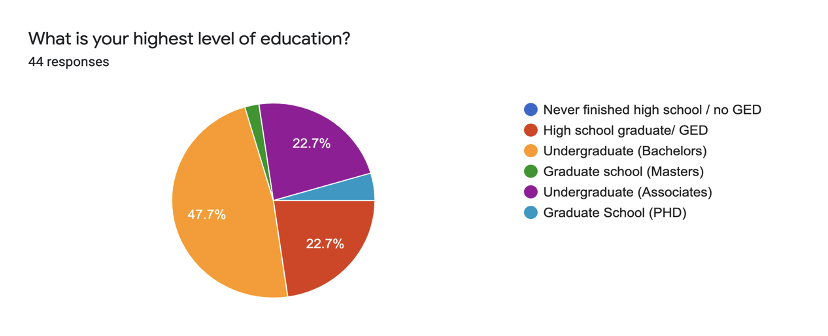 What is your highest level of education?
44 responses
22.7%
47.7%
22.7%
Never finished high school / no GED
High school graduate/ GED
Undergraduate (Bachelors)
Graduate school (Masters)
Undergraduate (Associates)
Graduate School (PHD)